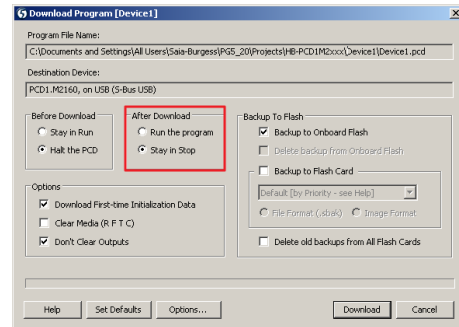 Download Program [Device1]
Program File Name:
C:\Documents and Settings\All Users\Saia-Burgess\PG5_20\Projects\HB-PCD1M2xxx\Device1\Device1.pcd
Destination Device:
PCD1.M2160, on USB (S-Bus USB)
Before Download
Stay in Run
Halt the PCD
After Download
Run the program
Stay in Stop
Options
Download First-time Initialization Data
Clear Media (R F T C)
Don't Clear Outputs
Backup To Flash
Backup to Onboard Flash
Delete backup from Onboard Flash
Backup to Flash Card
Default [by Priority - see Help]
File Format (.sbak)
Image Format
Delete old backups from All Flash Cards
Help
Set Defaults
Options...
Download
Cancel